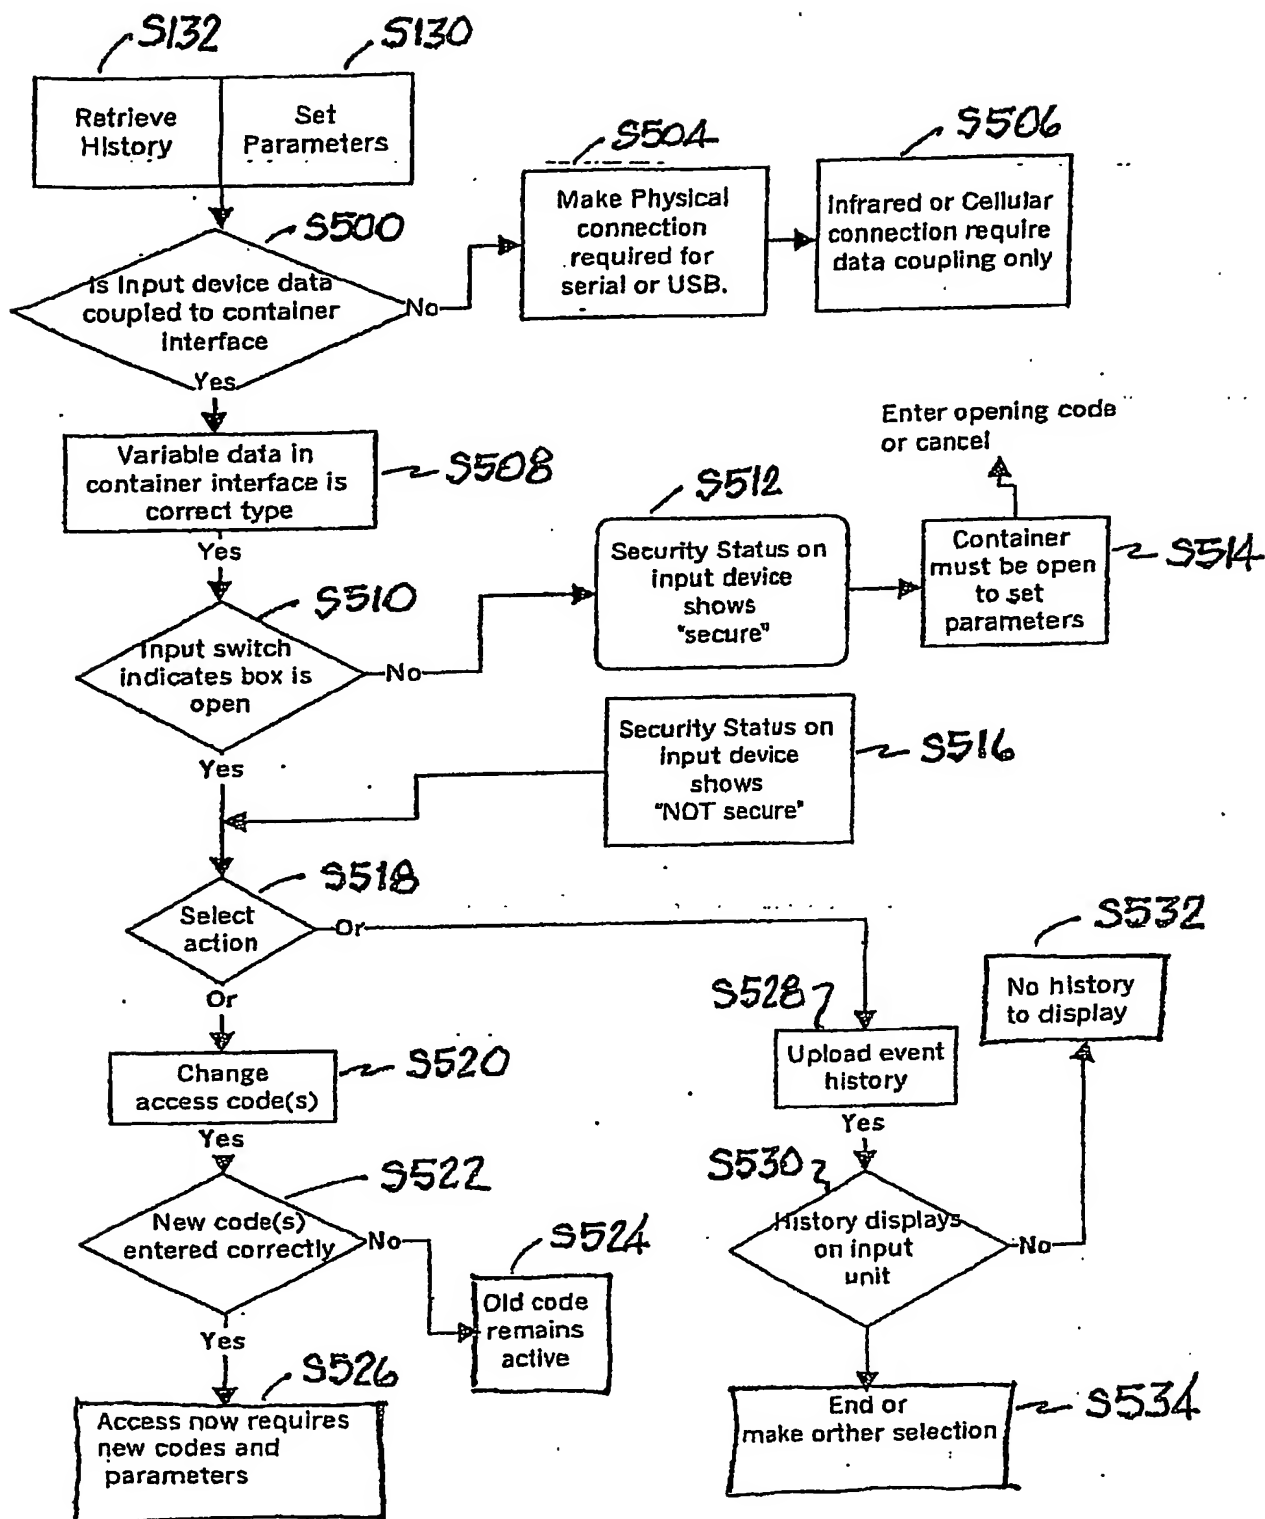 S132
S130
Retrieve
History
Set
Parameters
S504
S506
Make Physical
connection
required for
serial or USB.
Infrared or Cellular
connection require
data coupling only
S500
Is Input device data
coupled to container
interface
No
Yes
Variable data in
container interface is
correct type
S508
Enter opening code
or cancel
Yes
S512
Security Status on
input device
shows
"secure"
Container
must be open
to set
parameters
S514
S510
Input switch
indicates box is
open
No
Security Status on
input device
shows
"NOT secure"
S516
Yes
S518
Select
action
Or
Or
S528
Upload event
history
S532
No history
to display
Change
access code(s)
S520
Yes
Yes
S522
New code(s)
entered correctly
No
S530
History displays
on input
unit
No
S524
Old code
remains
active
Yes
S526
Access now requires
new codes and
parameters
End or
make orther selection
S534